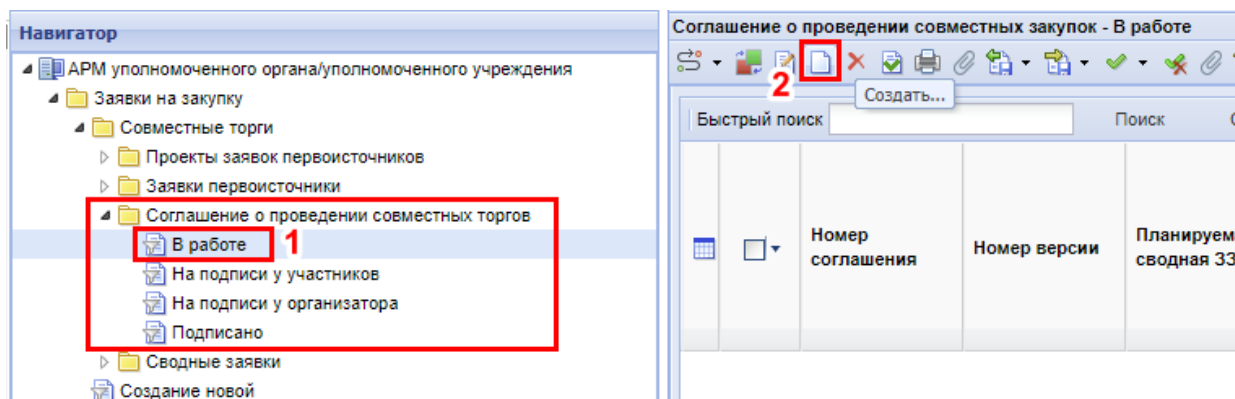 Навигатор
АРМ уполномоченного органа/уполномоченного учреждения
Заявки на закупку
Совместные торги
Проекты заявок первоисточников
Заявки первоисточники
Соглашение о проведении совместных торгов
В работе 1
На подписи у участников
На подписи у организатора
Подписано
Сводные заявки
Создание новой
Соглашение о проведении совместных закупок - В работе
2
Создать...
Быстрый поиск Поиск
Номер соглашения
Номер версии
Планируем
сводная ЗЗ